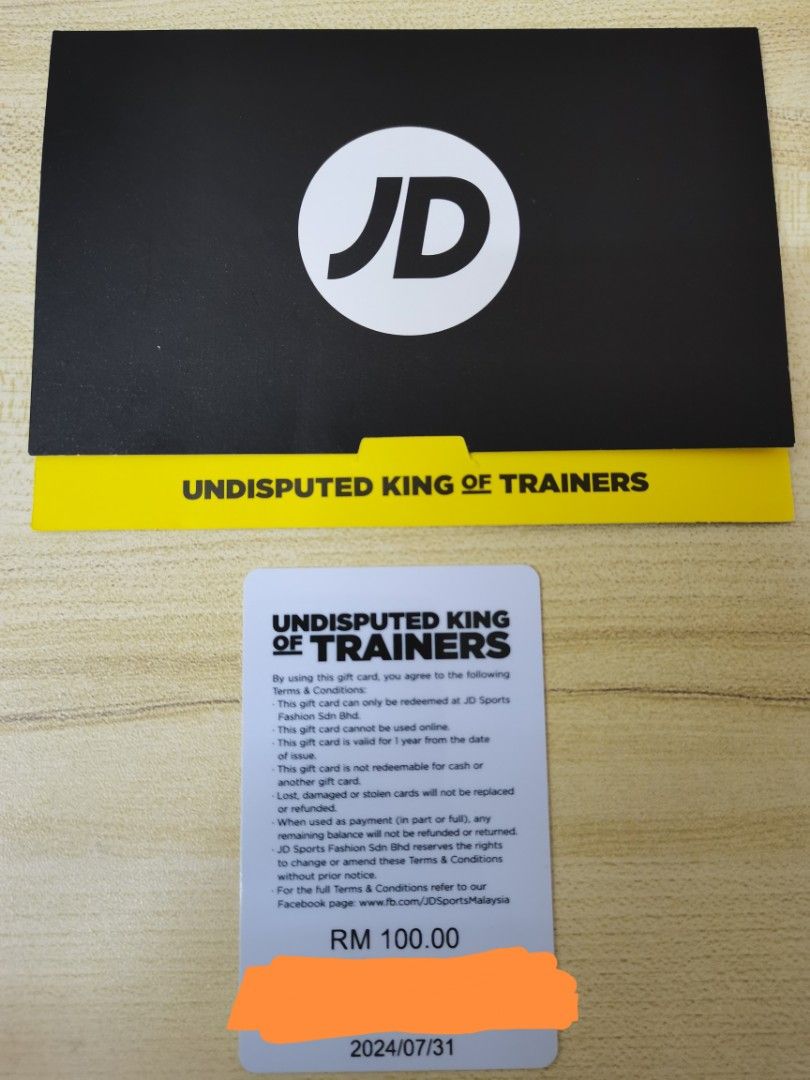 JD
UNDISPUTED KING OF TRAINERS
UNDISPUTED KING
OF TRAINERS
By using this gift card, you agree to the following
Terms & Conditions:
· This gift card can only be redeemed at JD Sports
Fashion Sdn Bhd.
· This gift card cannot be used online.
· This gift card is valid for 1 year from the date
of issue.
· This gift card is not redeemable for cash or
another gift card.
· Lost, damaged or stolen cards will not be replaced
or refunded.
· When used as payment (in part or full), any
remaining balance will not be refunded or returned.
· JD Sports Fashion Sdn Bhd reserves the rights
to change or amend these Terms & Conditions
without prior notice.
· For the full Terms & Conditions refer to our
Facebook page: www.fb.com/JDSportsMalaysia
RM 100.00
2024/07/31